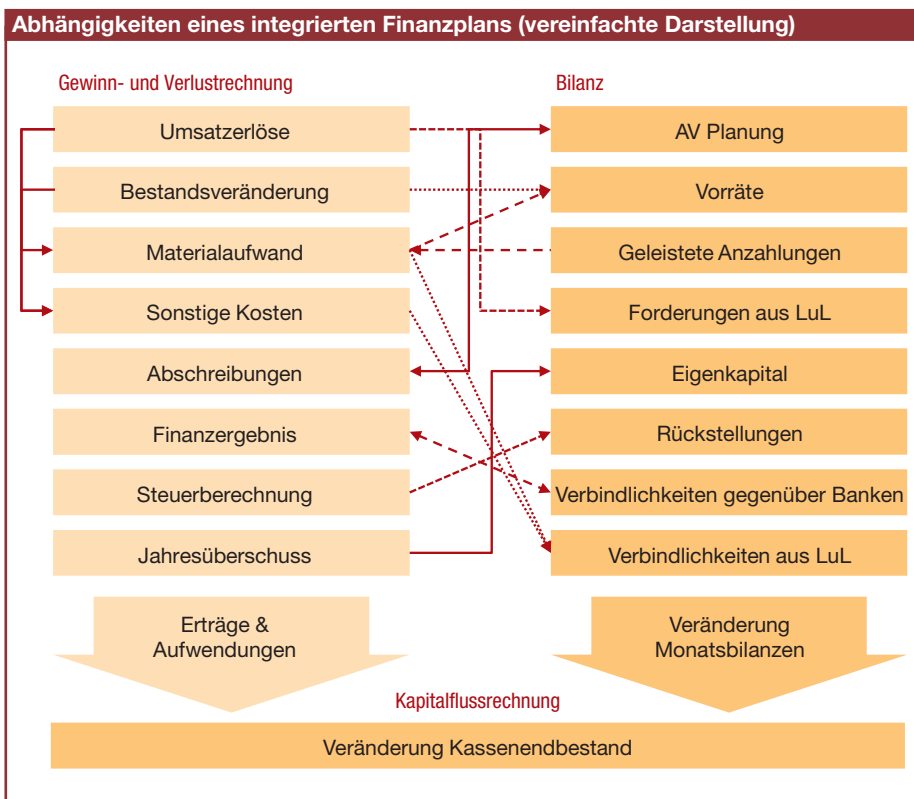 Abhängigkeiten eines integrierten Finanzplans (vereinfachte Darstellung)
Gewinn- und Verlustrechnung
Umsatzerlöse
Bestandsveränderung
Materialaufwand
Sonstige Kosten
Abschreibungen
Finanzergebnis
Steuerberechnung
Jahresüberschuss
Erträge &
Aufwendungen
Bilanz
AV Planung
Vorräte
Geleistete Anzahlungen
Forderungen aus LuL
Eigenkapital
Rückstellungen
Verbindlichkeiten gegenüber Banken
Verbindlichkeiten aus LuL
Veränderung
Monatsbilanzen
Kapitalflussrechnung
Veränderung Kassenendbestand